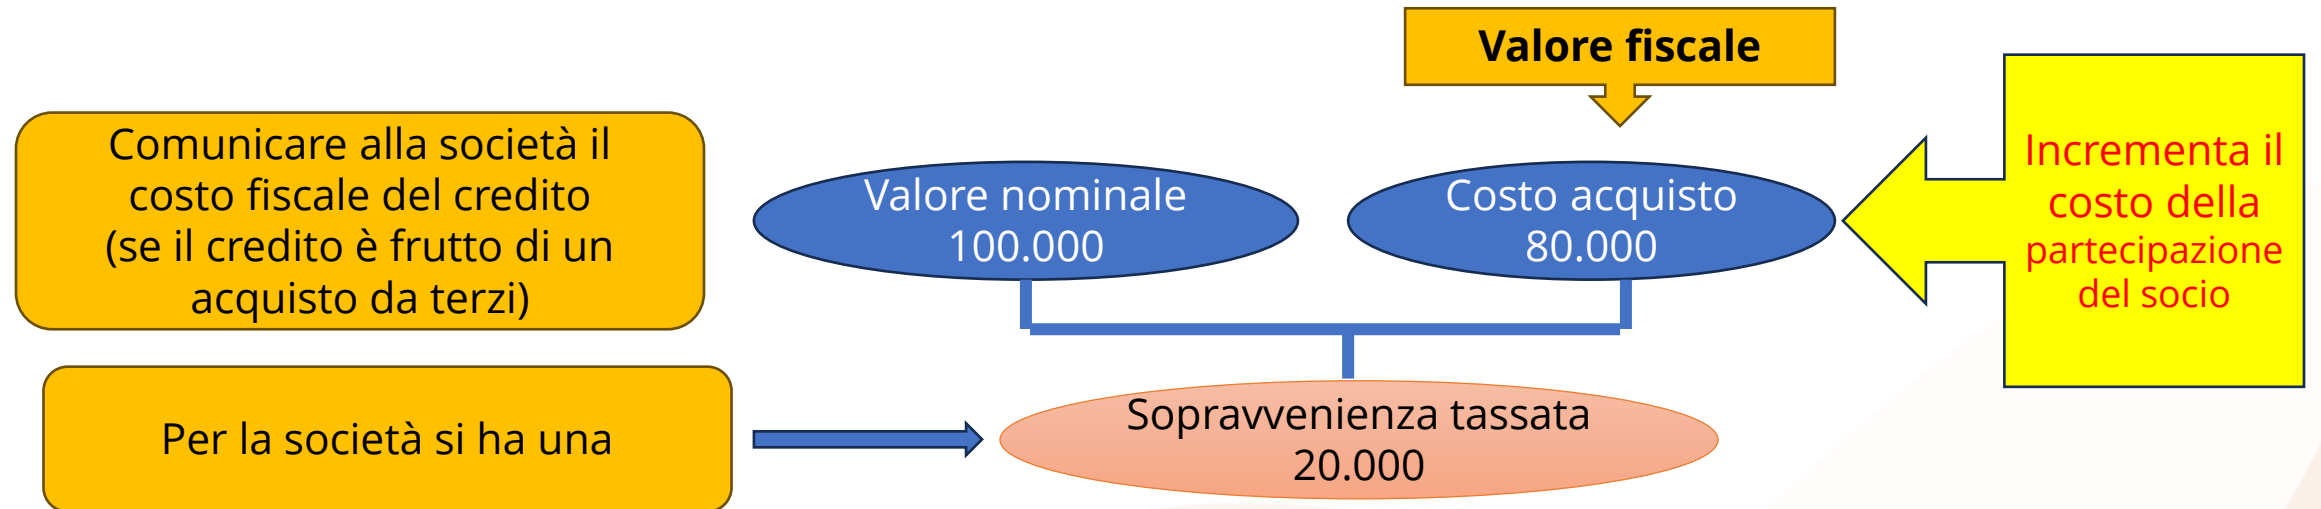 Valore fiscale
Comunicare alla società il
costo fiscale del credito
(se il credito è frutto di un
acquisto da terzi)
Valore nominale
100.000
Costo acquisto
80.000
Incrementa il
costo della
partecipazione
del socio
Per la società si ha una
Sopravvenienza tassata
20.000